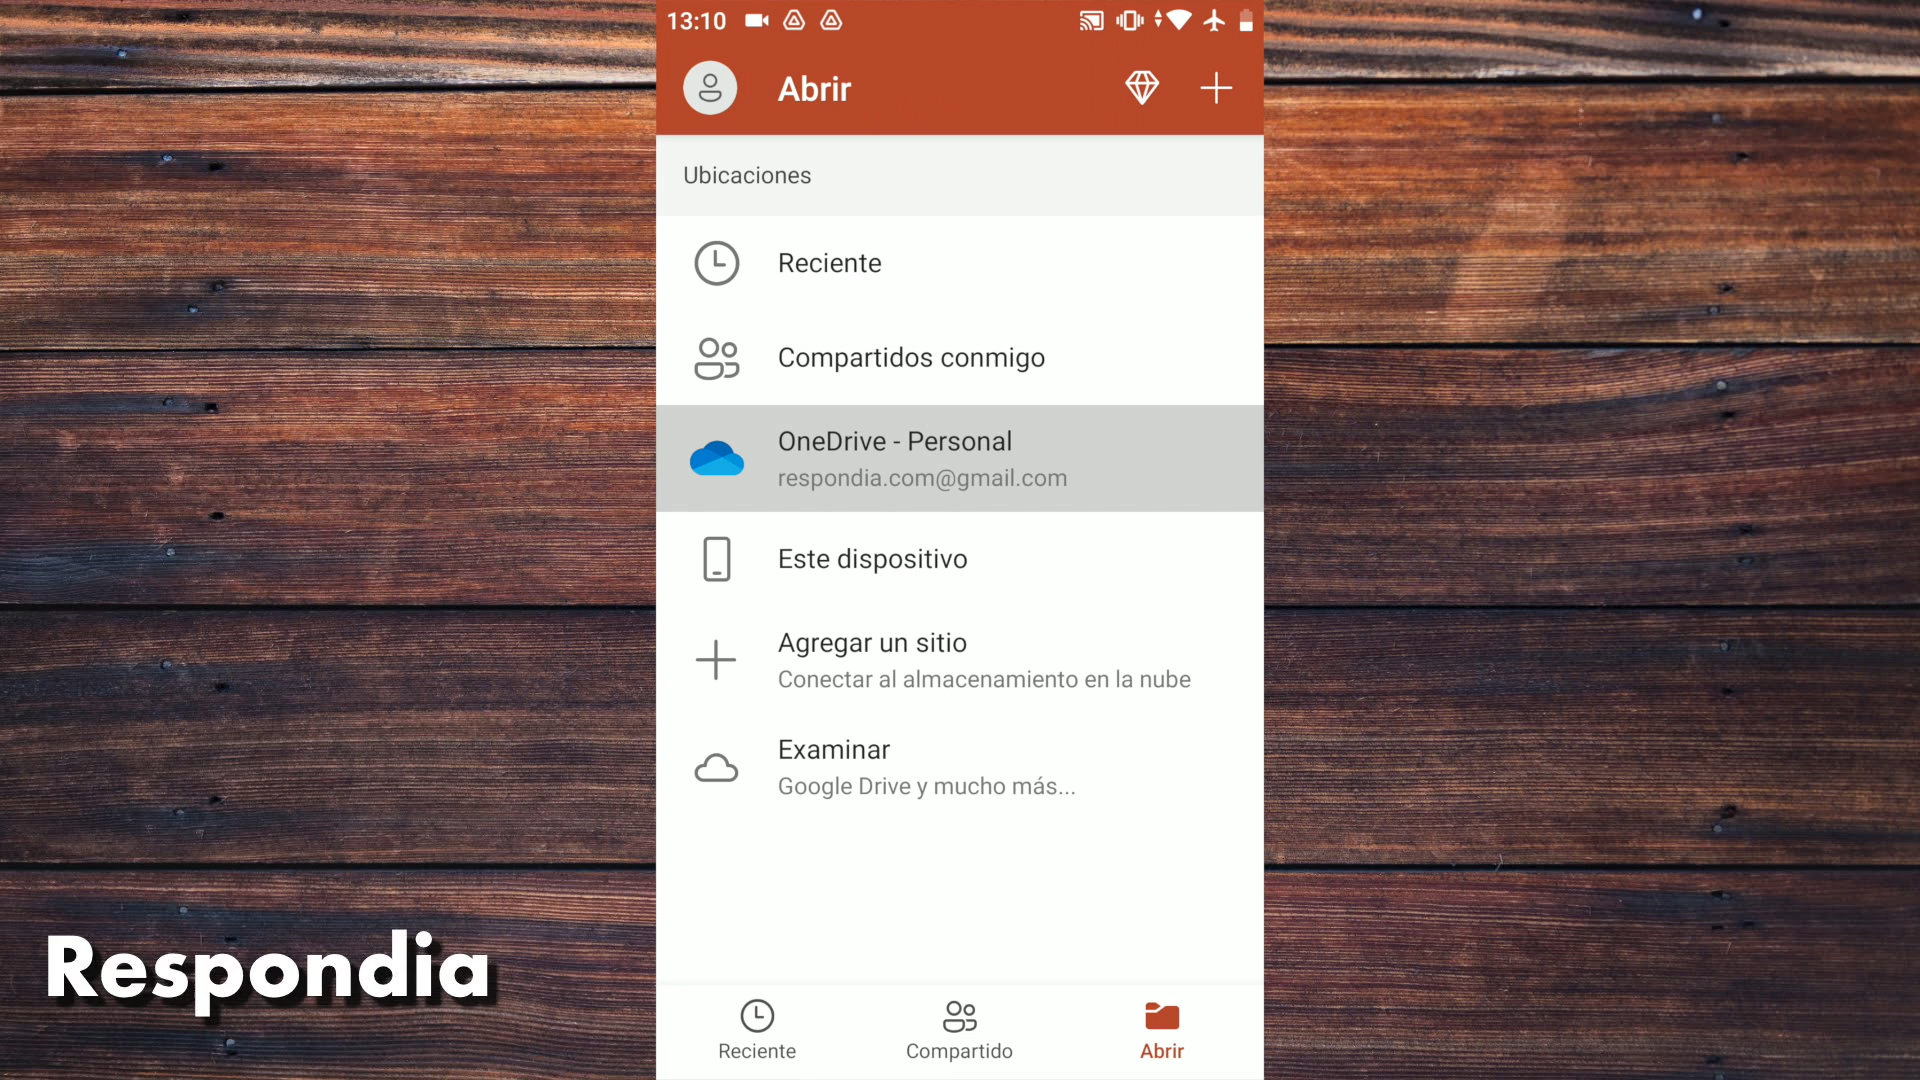 13:10
Abrir
Ubicaciones
Reciente
Compartidos conmigo
OneDrive - Personal
respondia.com@gmail.com
Este dispositivo
Agregar un sitio
Conectar al almacenamiento en la nube
Examinar
Google Drive y mucho más...
Respondia
Reciente
Compartido
Abrir